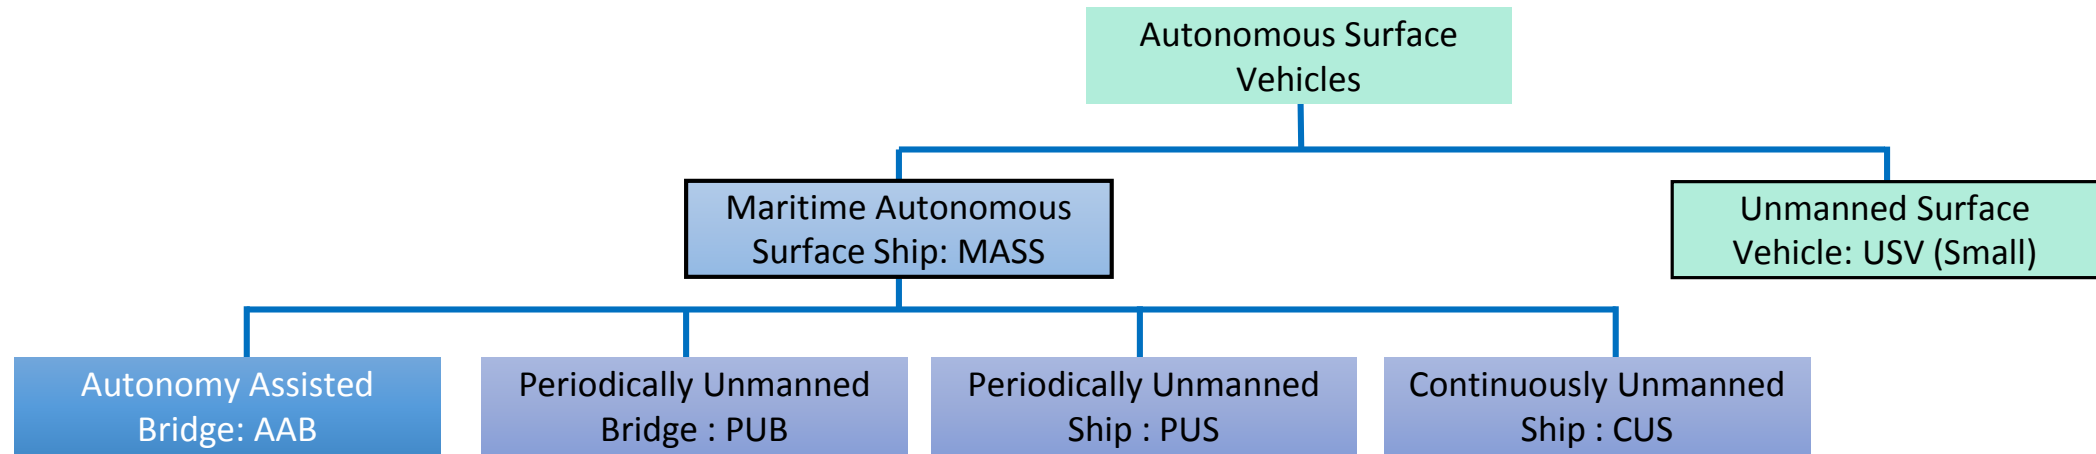 Autonomous Surface
Vehicles
Maritime Autonomous
Surface Ship: MASS
Unmanned Surface
Vehicle: USV (Small)
Autonomy Assisted
Bridge: AAB
Periodically Unmanned
Bridge : PUB
Periodically Unmanned
Ship : PUS
Continuously Unmanned
Ship : CUS